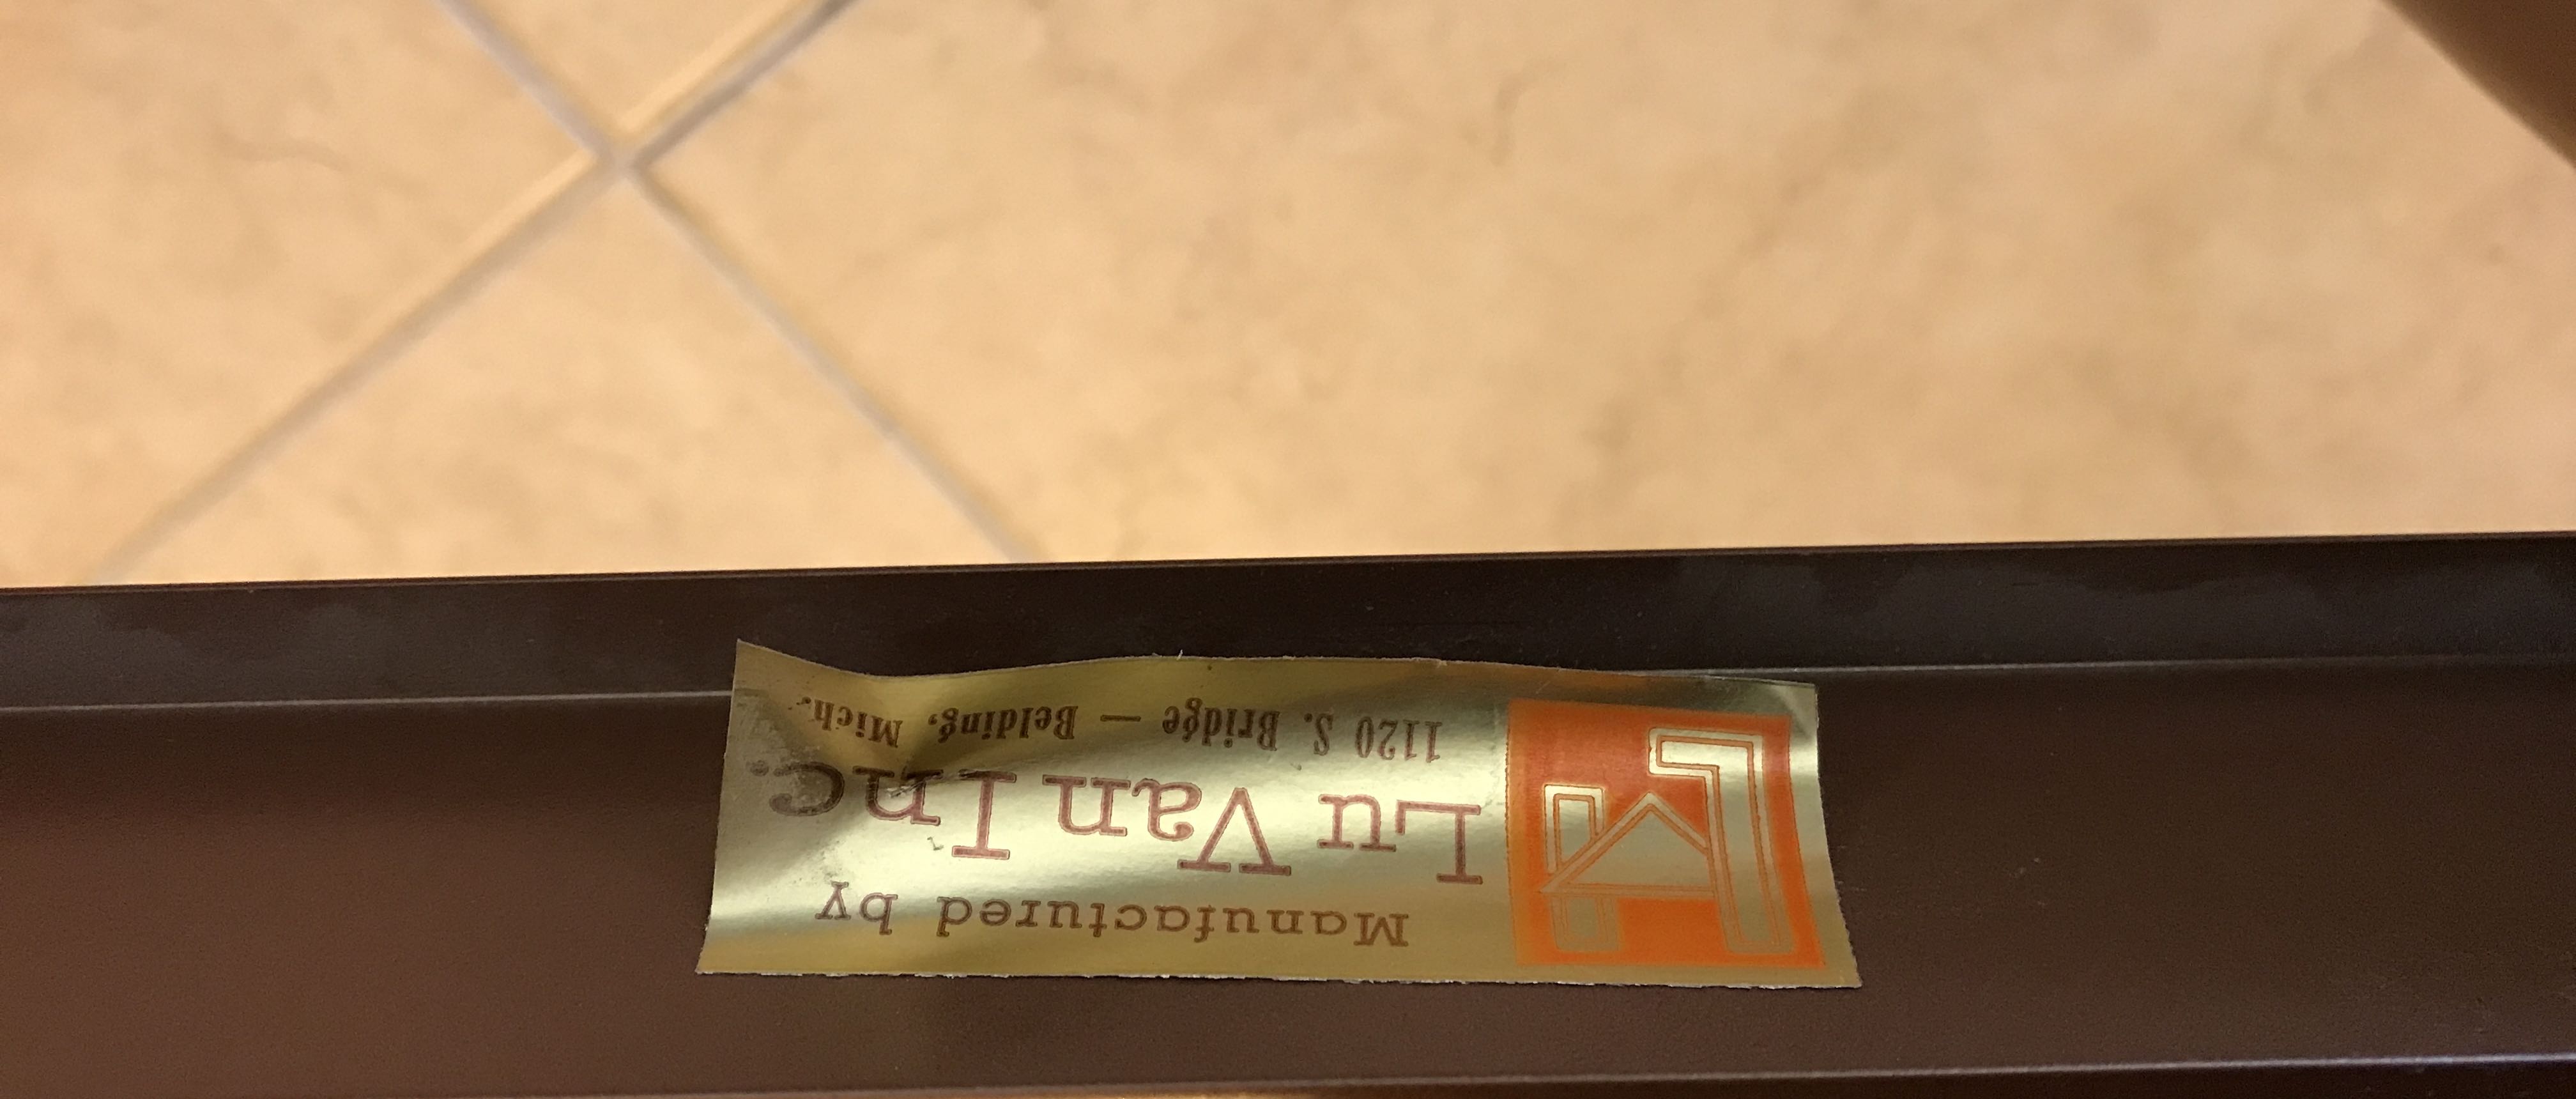 Manufactured by
Lu Van Inc.
1120 S. Bridge — Belding, Mich.